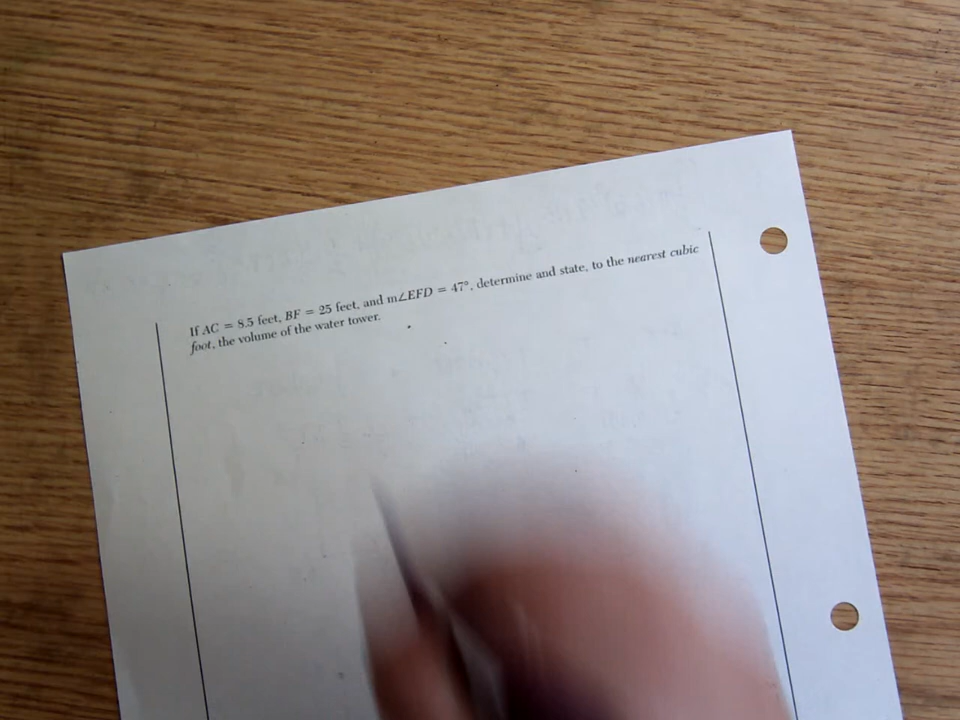 If AC = 8.5 feet, BF = 25 feet, and m∠EFD = 47°, determine and state, to the nearest cubic
foot, the volume of the water tower.